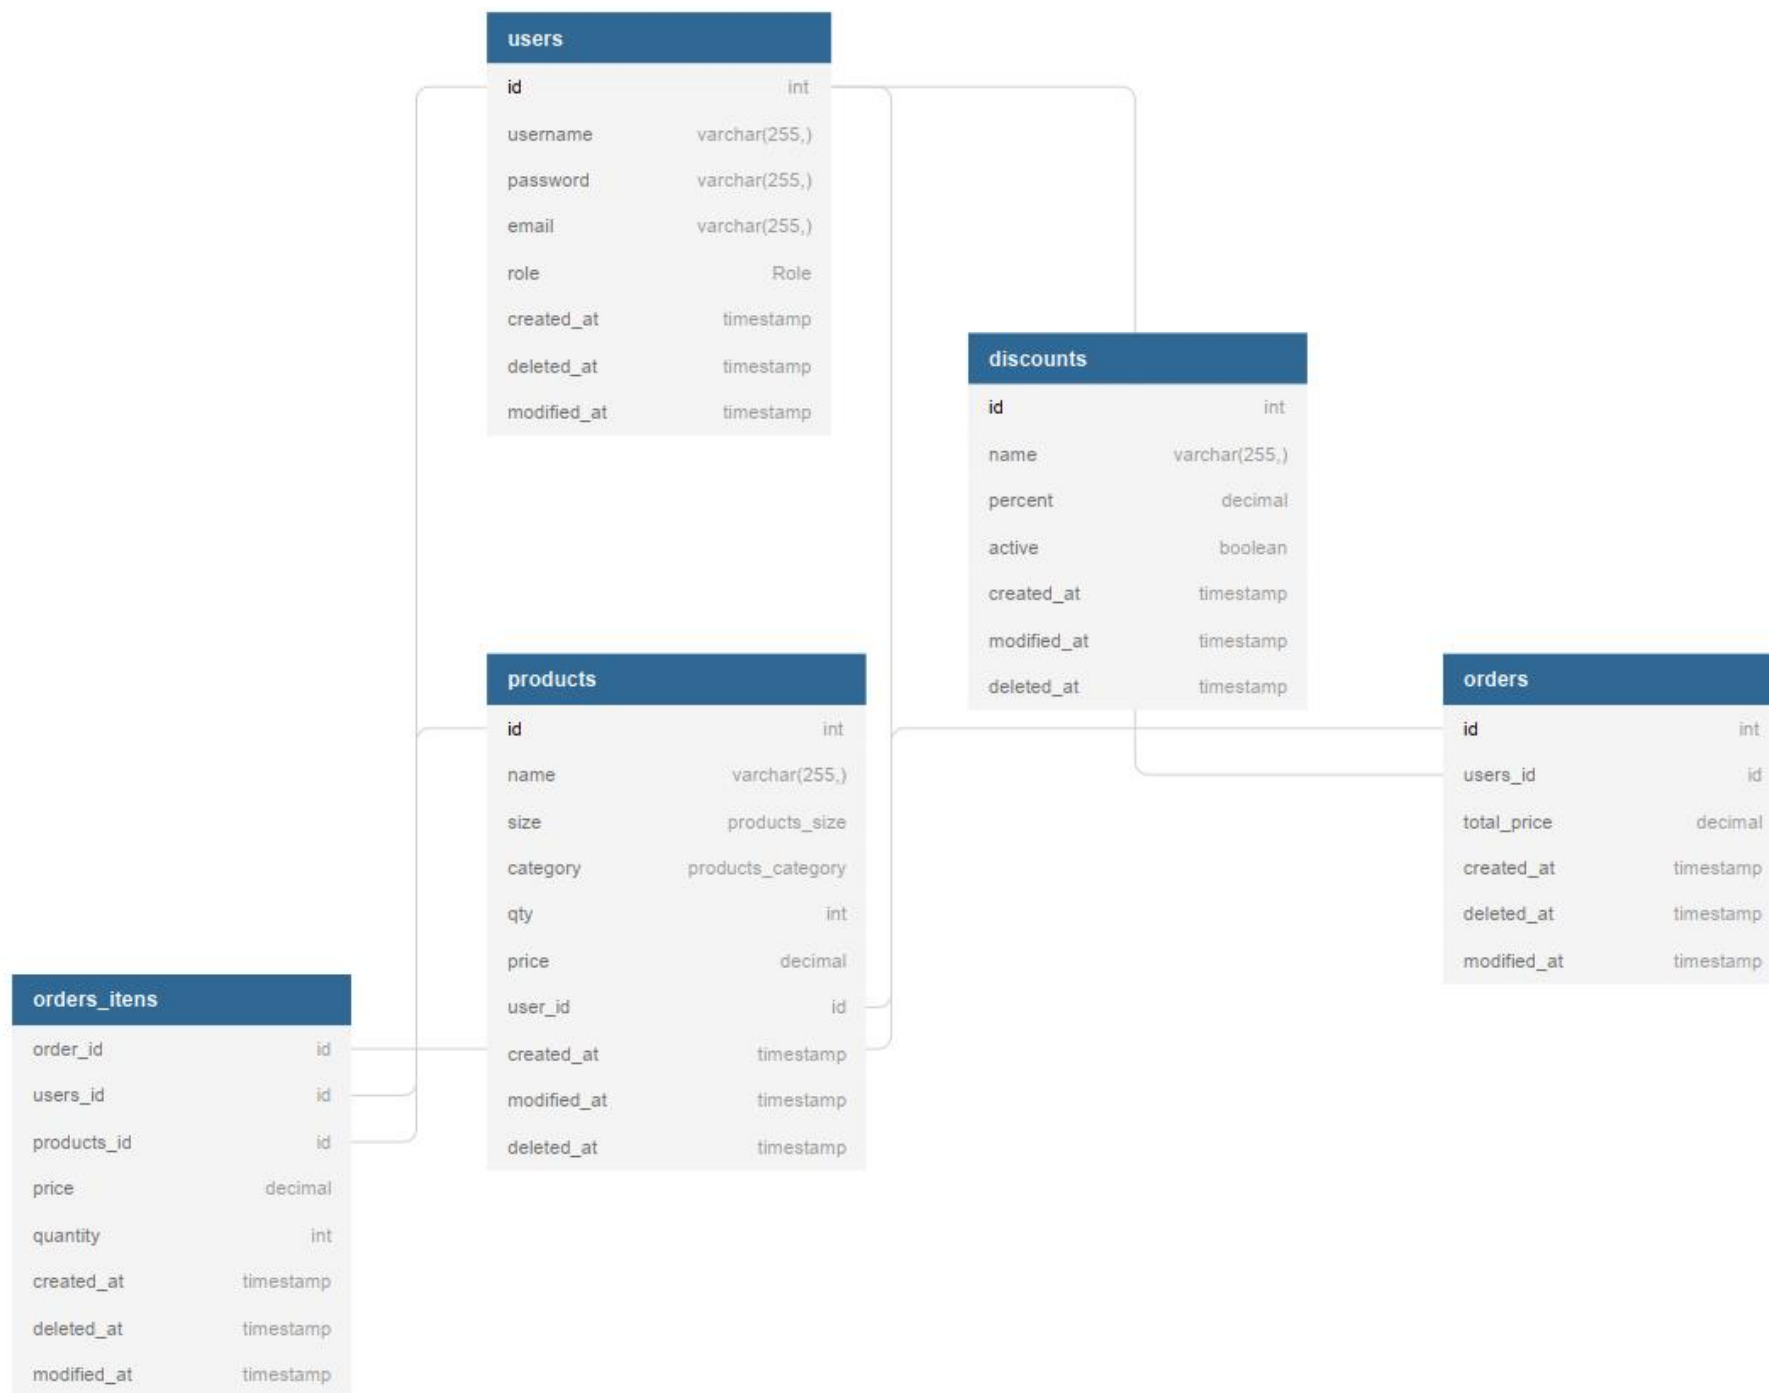 users
id int
username varchar(255,)
password varchar(255,)
email varchar(255,)
role Role
created_at timestamp
deleted_at timestamp
modified_at timestamp
discounts
id int
name varchar(255,)
percent decimal
active boolean
created_at timestamp
modified_at timestamp
deleted_at timestamp
products
id int
name varchar(255,)
size products_size
category products_category
qty int
price decimal
user_id id
created_at timestamp
modified_at timestamp
deleted_at timestamp
orders
id int
users_id id
total_price decimal
created_at timestamp
deleted_at timestamp
modified_at timestamp
orders_itens
order_id id
users_id id
products_id id
price decimal
quantity int
created_at timestamp
deleted_at timestamp
modified_at timestamp